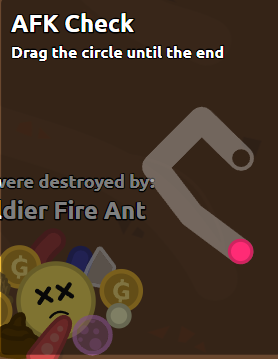 AFK Check
Drag the circle until the end
were destroyed by:
ldier Fire Ant
G
G